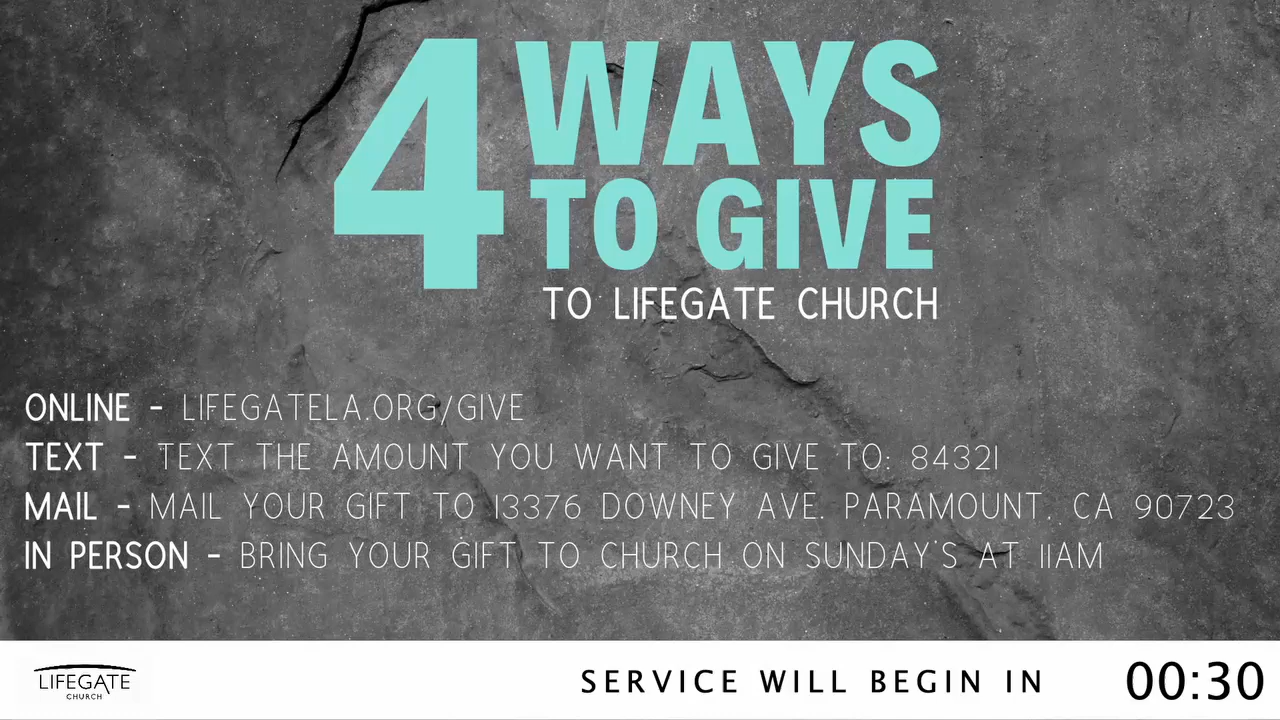 4 WAYS
TO GIVE
TO LIFEGATE CHURCH
ONLINE - LIFEGATELA.ORG/GIVE
TEXT - TEXT THE AMOUNT YOU WANT TO GIVE TO: 84321
MAIL - MAIL YOUR GIFT TO 13376 DOWNEY AVE. PARAMOUNT, CA 90723
IN PERSON - BRING YOUR GIFT TO CHURCH ON SUNDAY'S AT 11AM
LIFEGATE
CHURCH
SERVICE WILL BEGIN IN 00:30